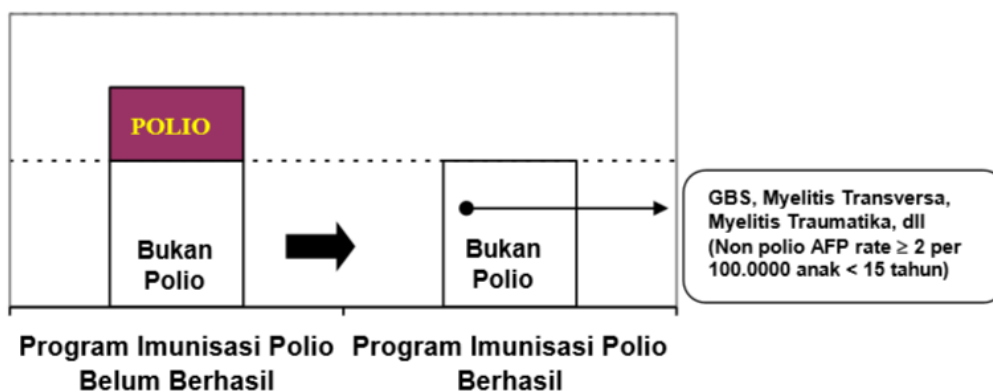 POLIO
Bukan
Polio
Bukan
Polio
GBS, Myelitis Transversa,
Myelitis Traumatika, dll
(Non polio AFP rate ≥ 2 per
100.0000 anak < 15 tahun)
Program Imunisasi Polio
Belum Berhasil
Program Imunisasi Polio
Berhasil